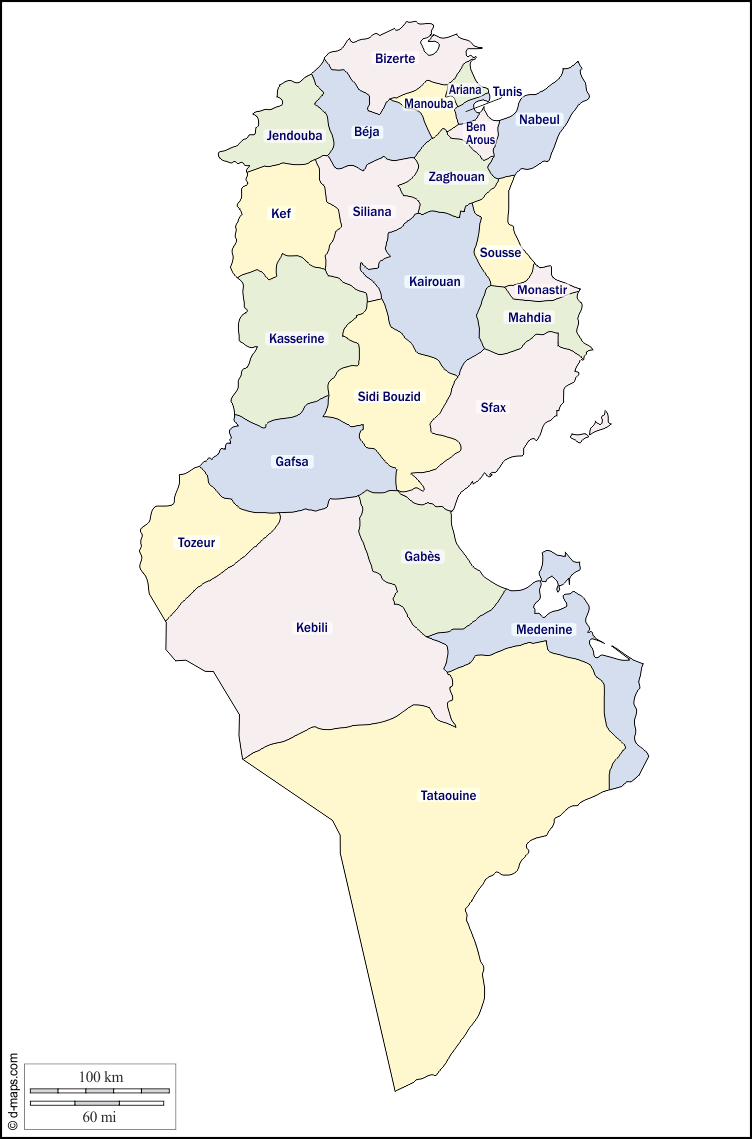 Bizerte
Ariana
Tunis
Manouba
Nabeul
Ben
Arous
Béja
Jendouba
Zaghouan
Kef
Siliana
Sousse
Kairouan
Monastir
Mahdia
Kasserine
Sidi Bouzid
Sfax
Gafsa
Tozeur
Gabès
Kebili
Medenine
Tataouine
100 km
60 mi
© d-maps.com